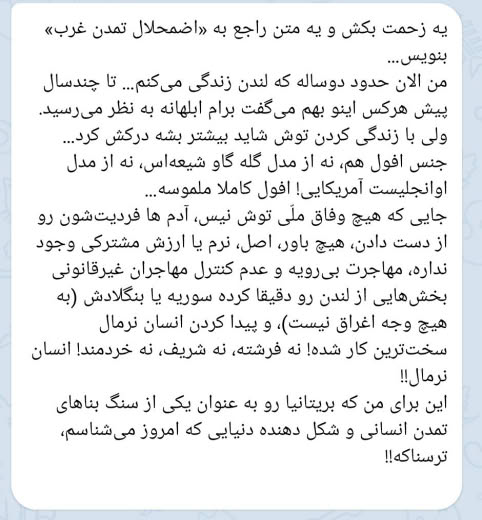 یه زحمت بکش و یه متن راجع به «اضمحلال تمدن غرب»
بنویس...
من الان حدود دوساله که لندن زندگی می‌کنم... تا چندسال
پیش هرکس اینو بهم می‌گفت برام ابلهانه به نظر می‌رسید.
ولی با زندگی کردن توش شاید بیشتر بشه درکش کرد...
جنس افول هم، نه از مدل گله گاو شیعه‌اس، نه از مدل
اوانجلیست آمریکایی! افول کاملا ملموسه...
جایی که هیچ وفاق ملّی توش نیس، آدم ها فردیت‌شون رو
از دست دادن، هیچ باور، اصل، نرم یا ارزش مشترکی وجود
نداره، مهاجرت بی‌رویه و عدم کنترل مهاجران غیرقانونی
بخش‌هایی از لندن رو دقیقا کرده سوریه یا بنگلادش (به
هیچ وجه اغراق نیست)، و پیدا کردن انسان نرمال
سخت‌ترین کار شده! نه فرشته، نه شریف، نه خردمند! انسان
نرمال!!
این برای من که بریتانیا رو به عنوان یکی از سنگ بناهای
تمدن انسانی و شکل دهنده دنیایی که امروز می‌شناسم،
ترسناکه!!